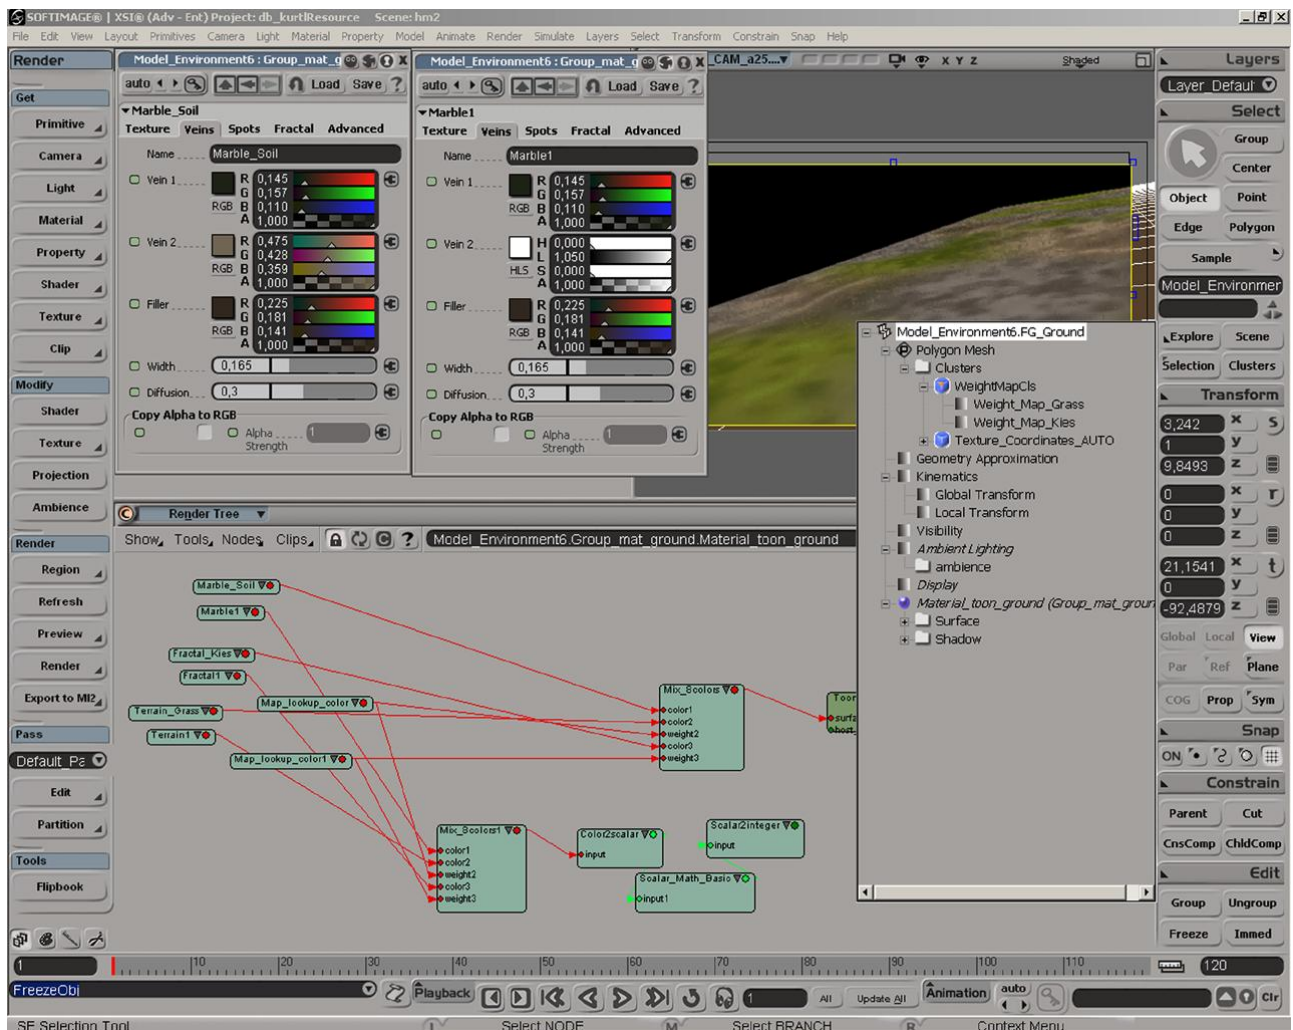 SOFTIMAGE® | XSI® (Adv - Ent) Project: db_kurtlResource    Scene: hm2
File Edit View Layout Primitives Camera Light Material Property Model Animate Render Simulate Layers Select Transform Constrain Snap Help
Render
Get
Primitive
Camera
Light
Material
Property
Shader
Texture
Clip
Modify
Shader
Texture
Projection
Ambience
Render
Region
Refresh
Preview
Render
Export to MI2
Pass
Default_Pa
Edit
Partition
Tools
Flipbook
Model_Environment6 : Group_mat_g
auto Load Save ?
Marble_Soil
Texture Veins Spots Fractal Advanced
Name Marble_Soil
Vein 1 R 0,145
G 0,157
RGB B 0,110
A 1,000
Vein 2 R 0,475
G 0,428
RGB B 0,359
A 1,000
Filler R 0,225
G 0,181
RGB B 0,141
A 1,000
Width 0,165
Diffusion 0,3
Copy Alpha to RGB
Alpha 1
Strength
Model_Environment6 : Group_mat_g
auto Load Save ?
Marble1
Texture Veins Spots Fractal Advanced
Name Marble1
Vein 1 R 0,145
G 0,157
RGB B 0,110
A 1,000
Vein 2 H 0,000
L 1,050
HLS S 0,000
A 1,000
Filler R 0,225
G 0,181
RGB B 0,141
A 1,000
Width 0,165
Diffusion 0,3
Copy Alpha to RGB
Alpha 1
Strength
_CAM_a25.... X Y Z Shaded
Model_Environment6.FG_Ground
Polygon Mesh
Clusters
WeightMapCls
Weight_Map_Grass
Weight_Map_Kies
Texture_Coordinates_AUTO
Geometry Approximation
Kinematics
Global Transform
Local Transform
Visibility
Ambient Lighting
ambience
Display
Material_toon_ground (Group_mat_groun
Surface
Shadow
Render Tree
Show Tools Nodes Clips ? Model_Environment6.Group_mat_ground.Material_toon_ground
Marble_Soil
Marble1
Fractal_Kies
Fractal1
Map_lookup_color
Terrain_Grass
Terrain1
Map_lookup_color1
Mix_8colors
color1
color2
weight2
color3
weight3
Toon
surfa
Mix_8colors1
color1
color2
weight2
color3
weight3
Color2scalar
input
Scalar2integer
input
Scalar_Math_Basic
input1
Layers
Layer_Defaul
Select
Group
Center
Object Point
Edge Polygon
Sample
Model_Environmer
Explore Scene
Selection Clusters
Transform
3,242 x s
1 y
9,8493 z
0 x r
0 y
0 z
21,1541 x t
0 y
-92,4879 z
Global Local View
Par Ref Plane
COG Prop Sym
Snap
ON
Constrain
Parent Cut
CnsComp ChldComp
Edit
Group Ungroup
Freeze Immed
1 10 20 30 40 50 60 70 80 90 100 110 120
FreezeObj Playback 1 All Update All Animation auto Clr
SE Selection Tool L Select NODE M Select BRANCH R Context Menu